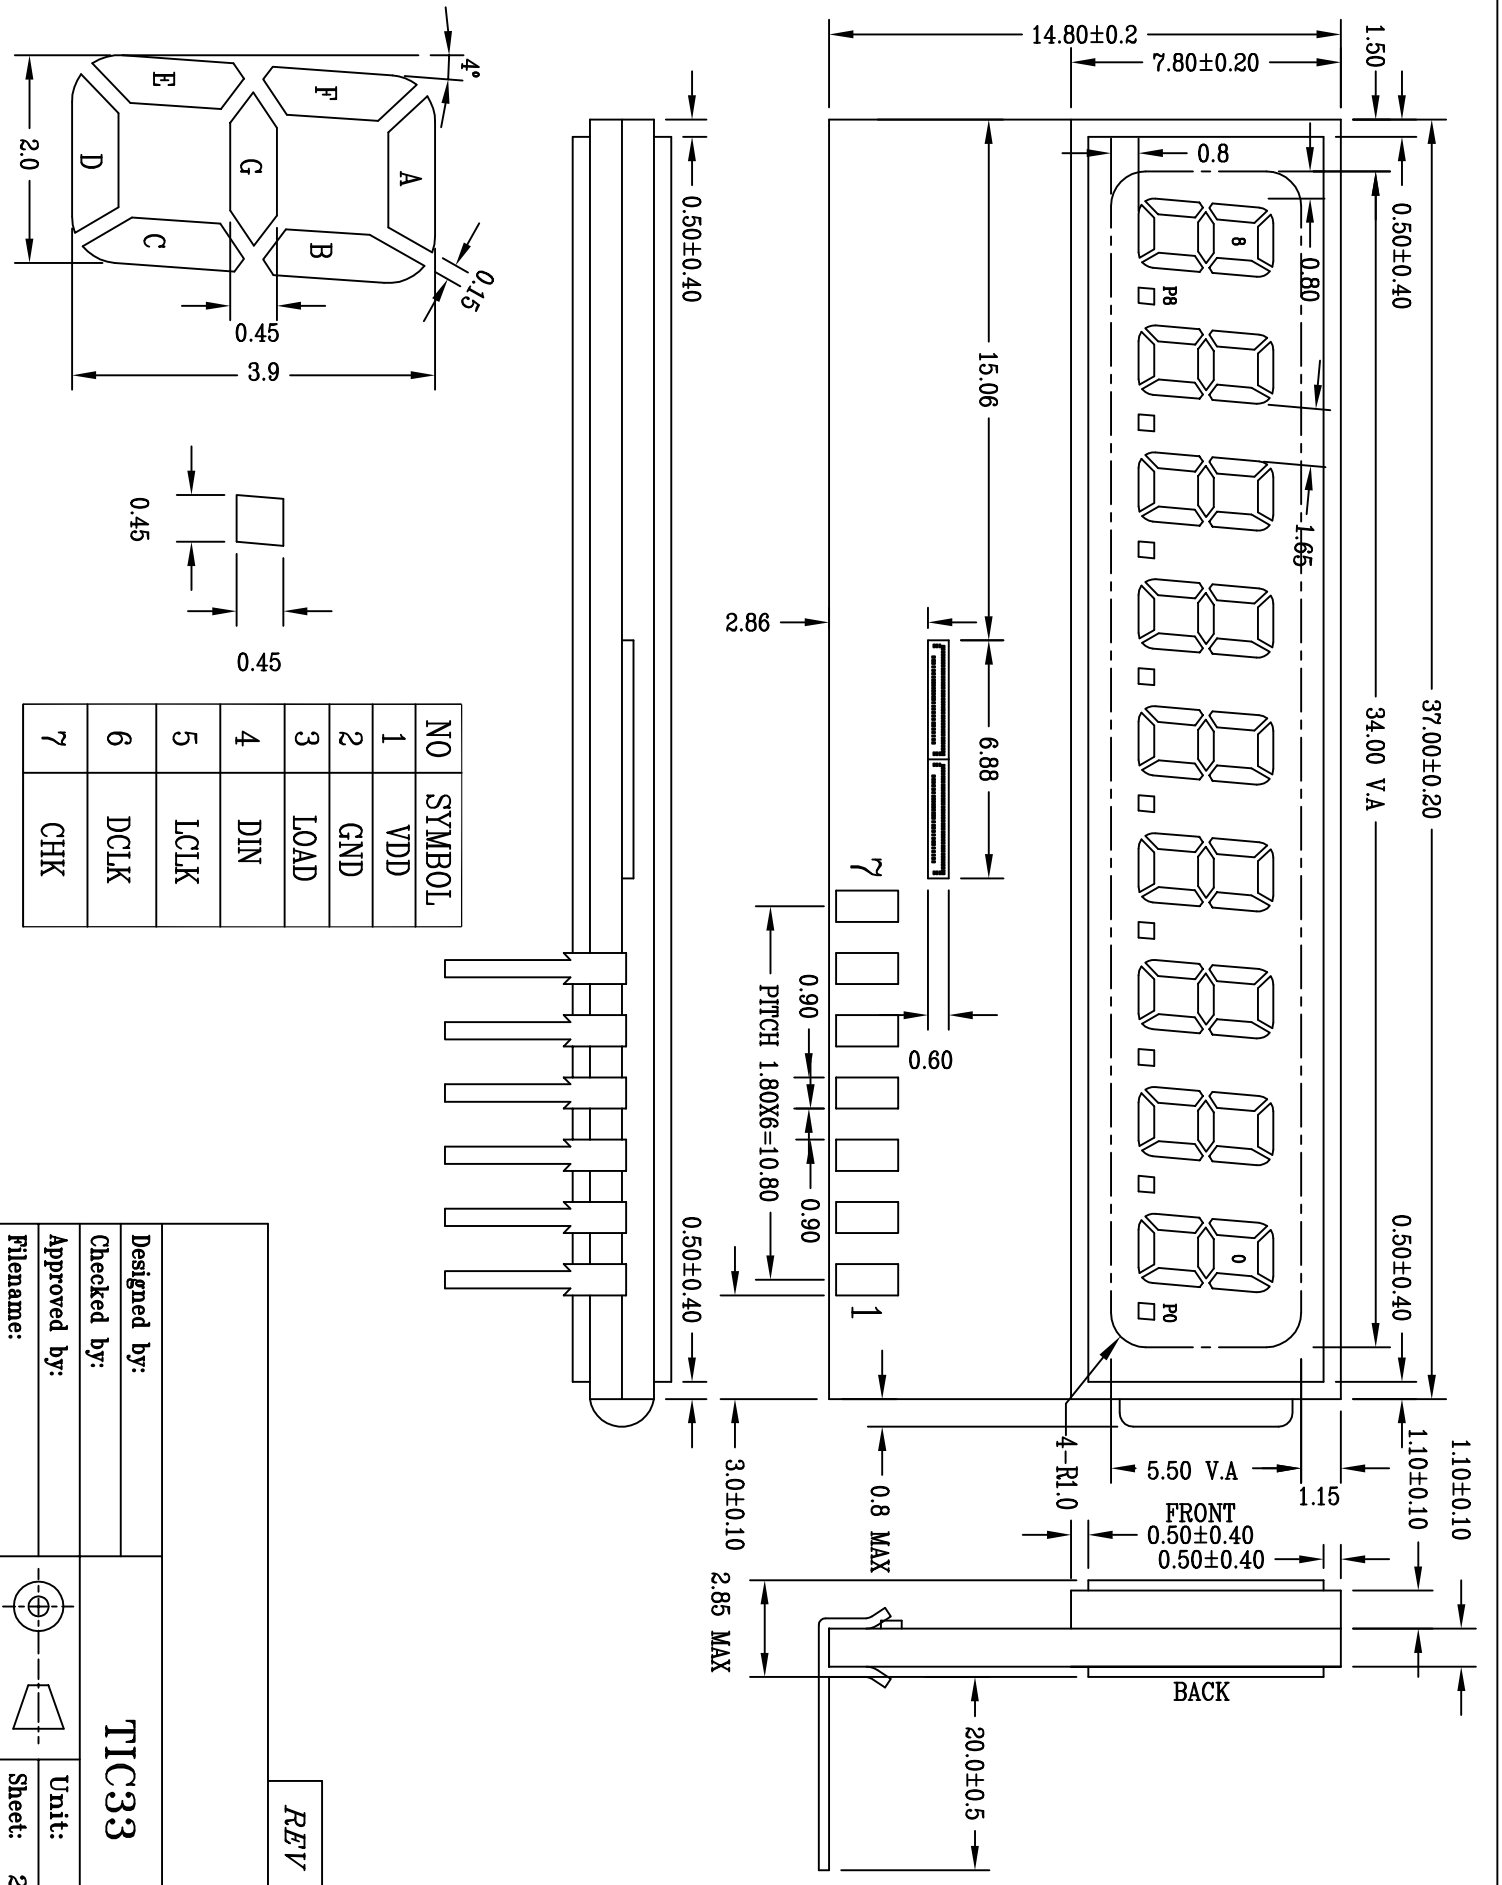 14.80±0.2
7.80±0.20
1.50
4°
E
F
2.0
D
G
A
C
B
0.15
0.45
3.9
0.50±0.40
0.8
0.50±0.40
0.80
8
P8
15.06
1.65
37.00±0.20
34.00 V.A
0.45
0.45
2.86
6.88
NO SYMBOL
1 VDD
2 GND
3 LOAD
4 DIN
5 LCLK
6 DCLK
7 CHK
7
0.90
PITCH 1.80X6=10.80
0.60
0.90
1
0.50±0.40
0.50±0.40
0
P0
3.0±0.10
0.8 MAX
4-R1.0
5.50 V.A
1.15
1.10±0.10
1.10±0.10
FRONT
0.50±0.40
0.50±0.40
2.85 MAX
BACK
20.0±0.5
REV
Designed by:
Checked by:
Approved by:
Filename:
TIC33
Unit:
Sheet: 2